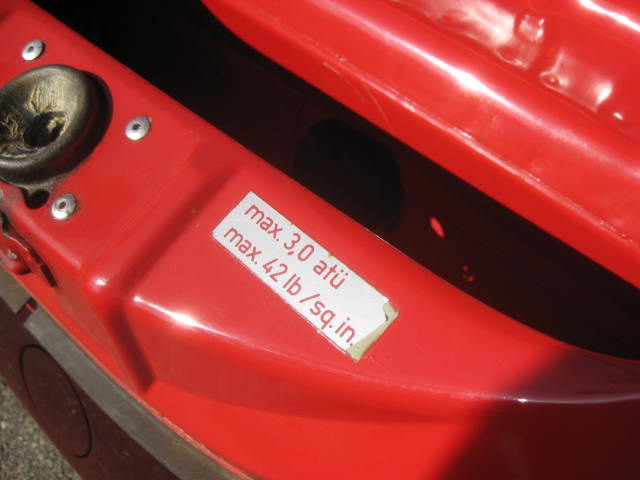 max. 3,0 atü
max. 42 lb/sq.in.